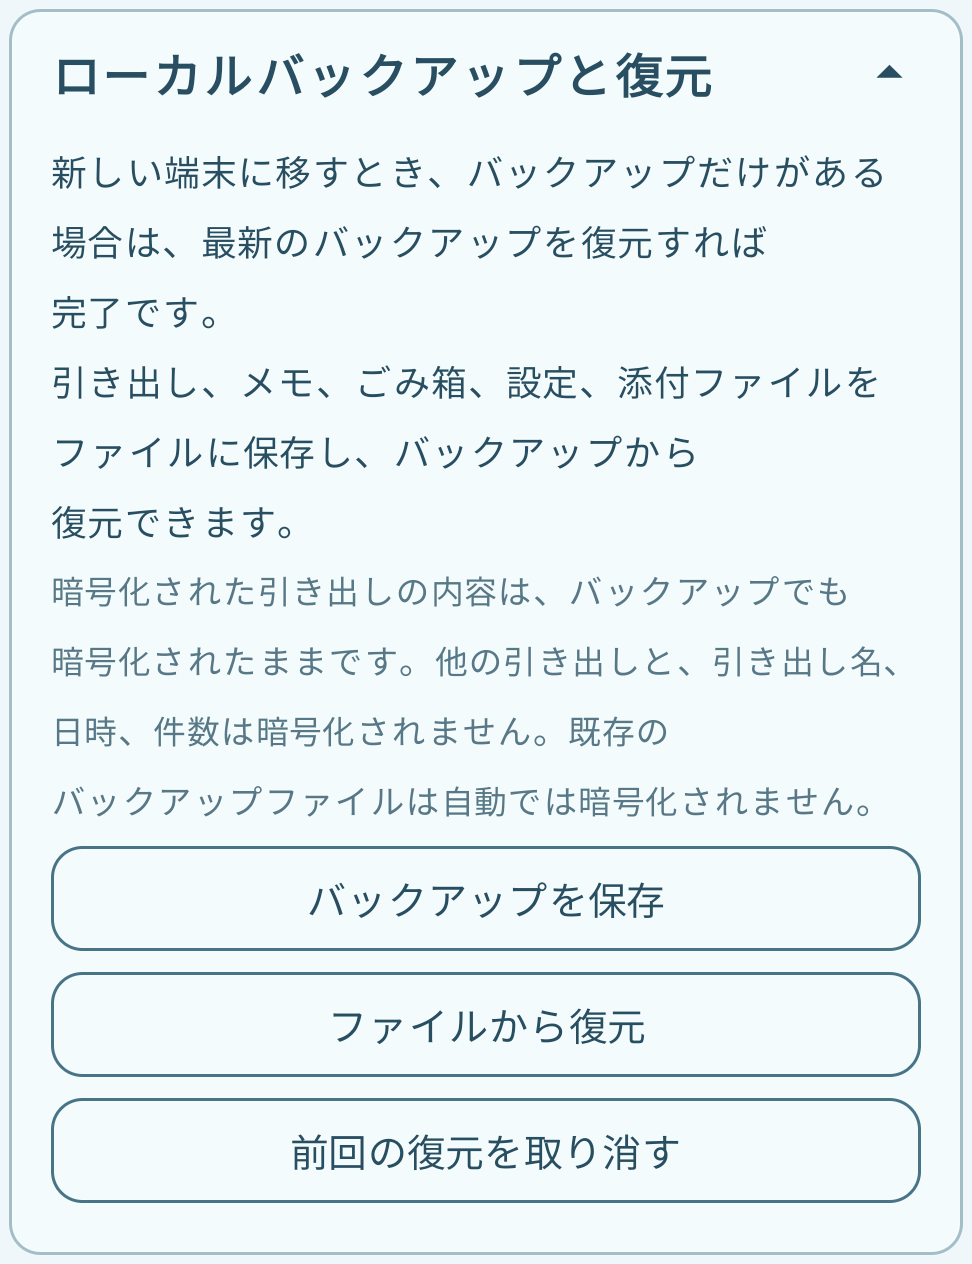 ローカルバックアップと復元
新しい端末に移すとき、バックアップだけがある
場合は、最新のバックアップを復元すれば
完了です。
引き出し、メモ、ごみ箱、設定、添付ファイルを
ファイルに保存し、バックアップから
復元できます。
暗号化された引き出しの内容は、バックアップでも
暗号化されたままです。他の引き出しと、引き出し名、
日時、件数は暗号化されません。既存の
バックアップファイルは自動では暗号化されません。
バックアップを保存
ファイルから復元
前回の復元を取り消す